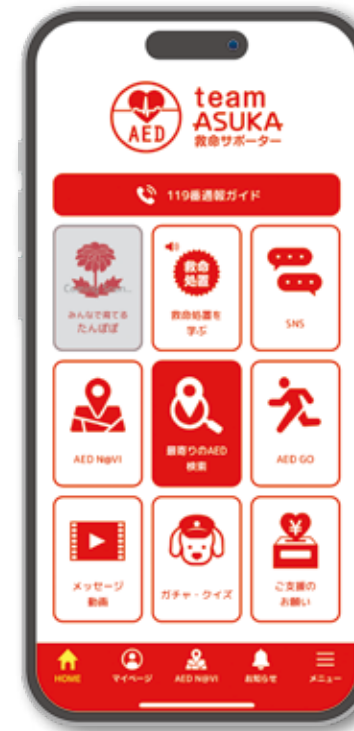 AED
team
ASUKA
救命サポーター
119番通報ガイド
みんなで育てる
たんぽぽ
救命
処置
救命処置を
学ぶ
SNS
AED N@VI
最寄りのAED
検索
AED GO
メッセージ
動画
ガチャ・クイズ
¥
ご支援の
お願い
HOME
マイページ
AED N@VI
お知らせ
メニュー